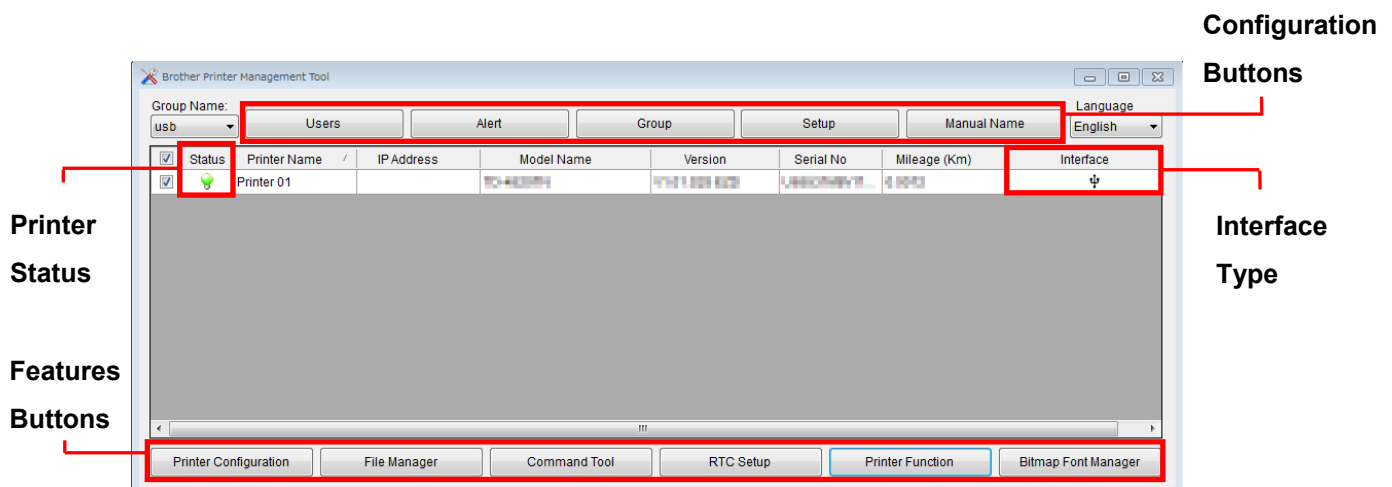 Configuration
Buttons
Brother Printer Management Tool
Group Name:
Language
usb Users Alert Group Setup Manual Name English
Status Printer Name IP Address Model Name Version Serial No Mileage (Km) Interface
Printer 01
Printer
Status
Interface
Type
Features
Buttons
Printer Configuration File Manager Command Tool RTC Setup Printer Function Bitmap Font Manager